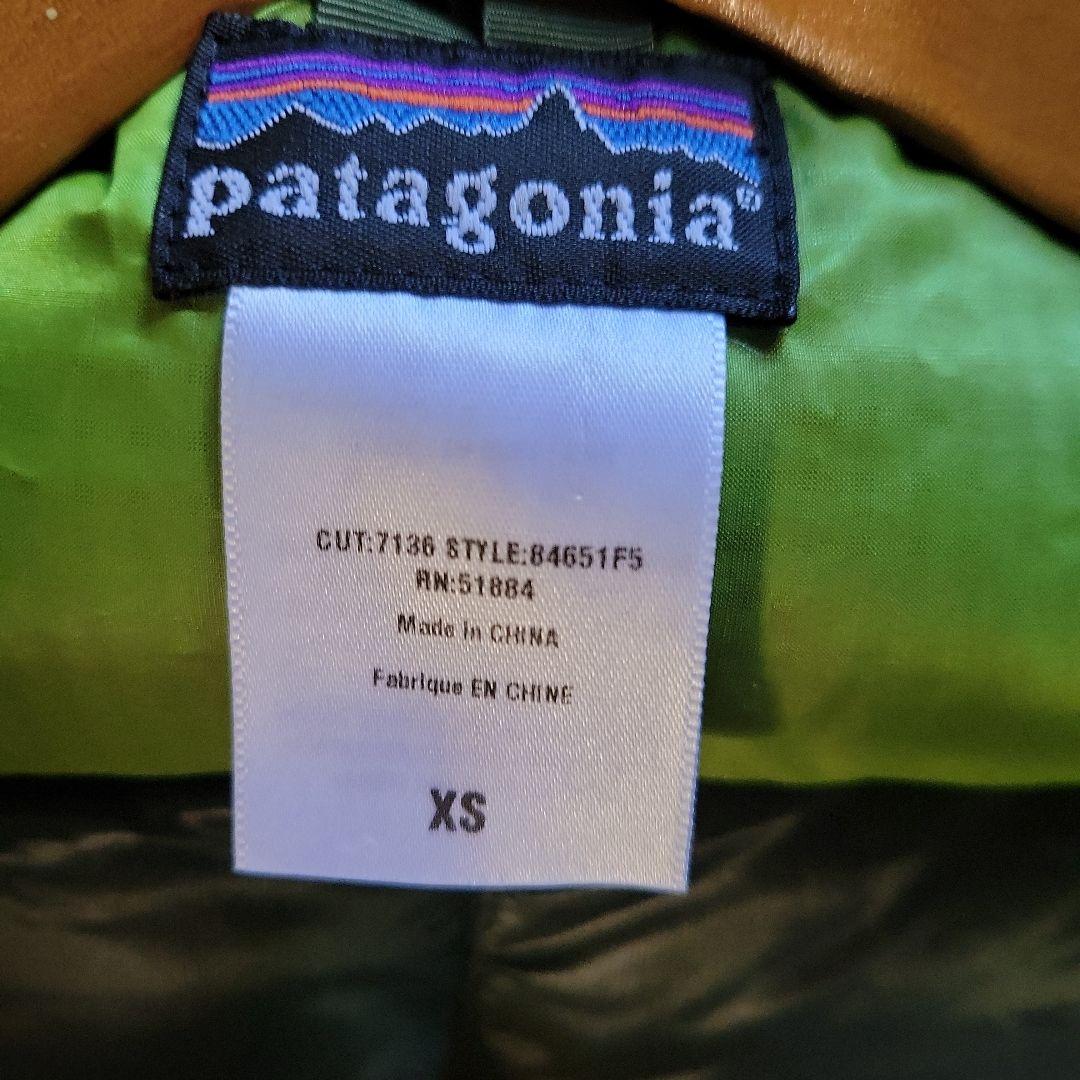 patagonia®
CUT:7136 STYLE:84651F5
RN:51884
Made in CHINA
Fabrique EN CHINE
XS